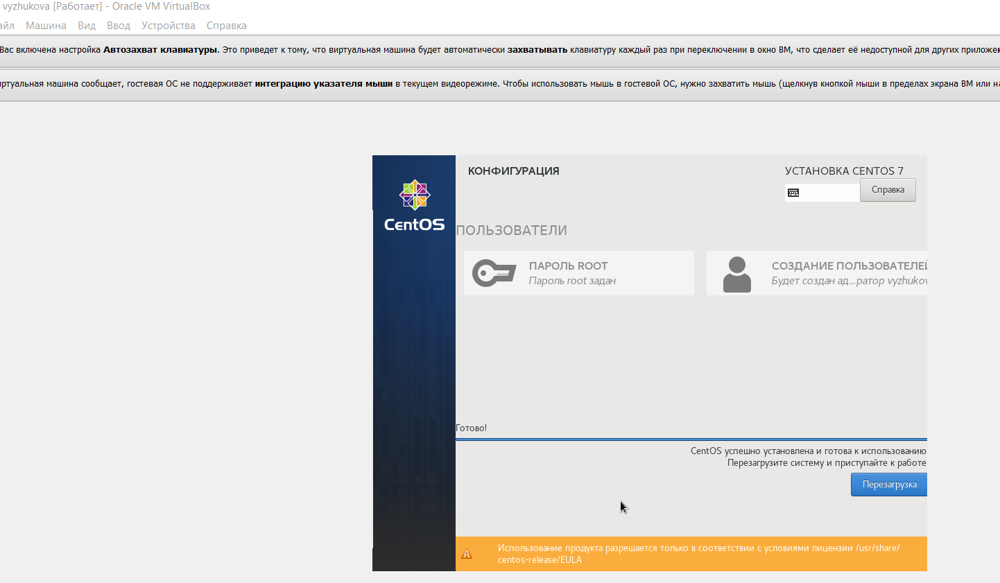 vyzhukova [Работает] - Oracle VM VirtualBox
айл Машина Вид Ввод Устройства Справка
Вас включена настройка Автозахват клавиатуры. Это приведет к тому, что виртуальная машина будет автоматически захватывать клавиатуру каждый раз при переключении в окно ВМ, что сделает её недоступной для других приложен
иртуальная машина сообщает, гостевая ОС не поддерживает интеграцию указателя мыши в текущем видеорежиме. Чтобы использовать мышь в гостевой ОС, нужно захватить мышь (щелкнув кнопкой мыши в пределах экрана ВМ или на
CentOS
КОНФИГУРАЦИЯ
УСТАНОВКА CENTOS 7
Справка
ПОЛЬЗОВАТЕЛИ
ПАРОЛЬ ROOT
Пароль root задан
СОЗДАНИЕ ПОЛЬЗОВАТЕЛЕЙ
Будет создан ад...ратор vyzhukov
Готово!
CentOS успешно установлена и готова к использованию
Перезагрузите систему и приступайте к работе
Перезагрузка
Использование продукта разрешается только в соответствии с условиями лицензии /usr/share/
centos-release/EULA